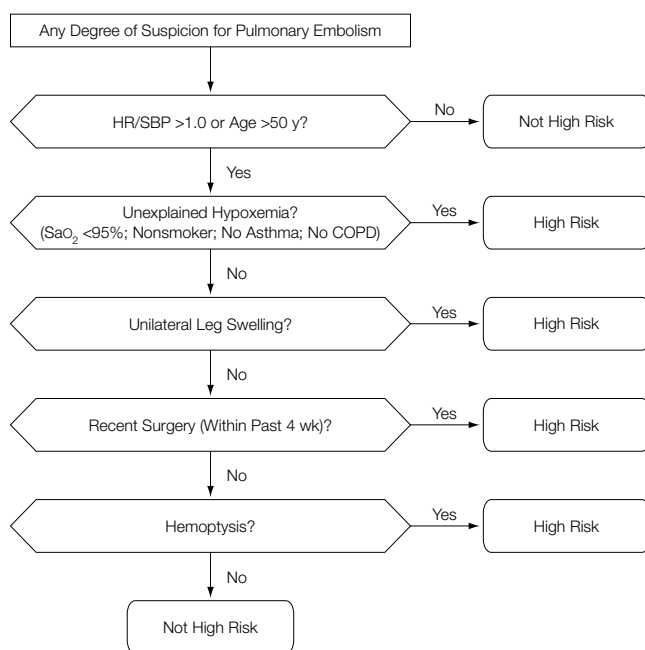 Any Degree of Suspicion for Pulmonary Embolism
HR/SBP >1.0 or Age >50 y?
No
Not High Risk
Yes
Unexplained Hypoxemia?
(SaO2 <95%; Nonsmoker; No Asthma; No COPD)
Yes
High Risk
No
Unilateral Leg Swelling?
Yes
High Risk
No
Recent Surgery (Within Past 4 wk)?
Yes
High Risk
No
Hemoptysis?
Yes
High Risk
No
Not High Risk